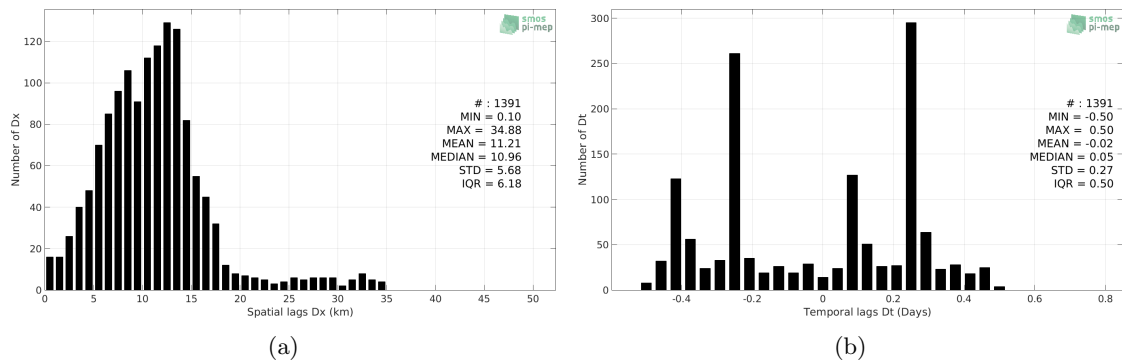 smos
pi-mep
120
100
80
60
40
20
0
Number of Dx
# : 1391
MIN = 0.10
MAX = 34.88
MEAN = 11.21
MEDIAN = 10.96
STD = 5.68
IQR = 6.18
0 5 10 15 20 25 30 35 40 45 50
Spatial lags Dx (km)
(a)
smos
pi-mep
300
250
200
150
100
50
0
Number of Dt
# : 1391
MIN = -0.50
MAX = 0.50
MEAN = -0.02
MEDIAN = 0.05
STD = 0.27
IQR = 0.50
-0.4 -0.2 0 0.2 0.4 0.6 0.8
Temporal lags Dt (Days)
(b)